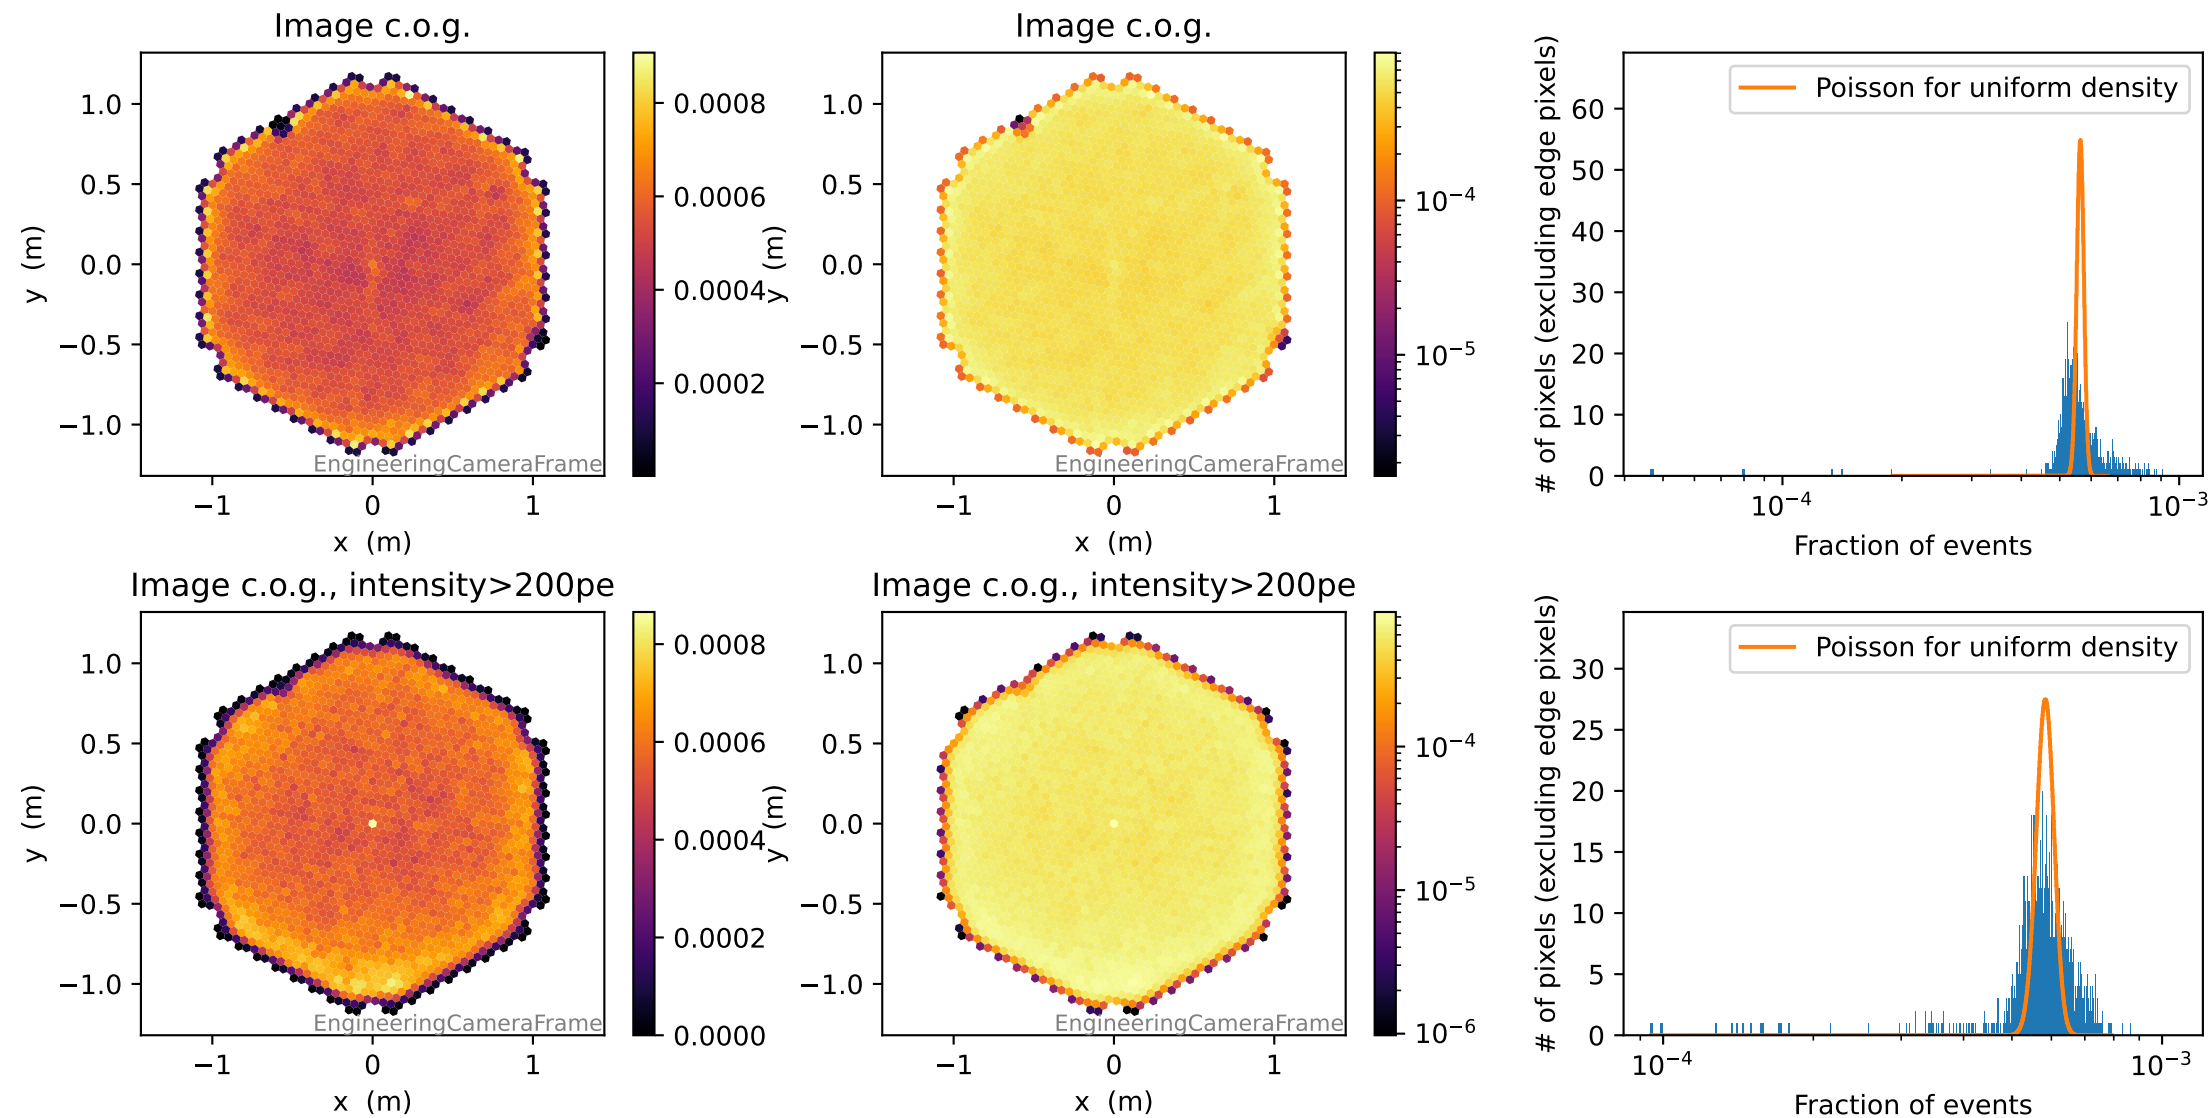 Image c.o.g.
1.0
0.5
0.0
−0.5
−1.0
y (m)
−1
0
1
x (m)
EngineeringCameraFrame
0.0008
0.0006
0.0004
0.0002
Image c.o.g.
1.0
0.5
0.0
−0.5
−1.0
y (m)
−1
0
1
x (m)
EngineeringCameraFrame
10⁻⁴
10⁻⁵
Poisson for uniform density
# of pixels (excluding edge pixels)
60
50
40
30
20
10
0
10⁻⁴
10⁻³
Fraction of events
Image c.o.g., intensity>200pe
1.0
0.5
0.0
−0.5
−1.0
y (m)
−1
0
1
x (m)
EngineeringCameraFrame
0.0008
0.0006
0.0004
0.0002
0.0000
Image c.o.g., intensity>200pe
1.0
0.5
0.0
−0.5
−1.0
y (m)
−1
0
1
x (m)
EngineeringCameraFrame
10⁻⁴
10⁻⁵
10⁻⁶
Poisson for uniform density
# of pixels (excluding edge pixels)
30
25
20
15
10
5
0
10⁻⁴
10⁻³
Fraction of events